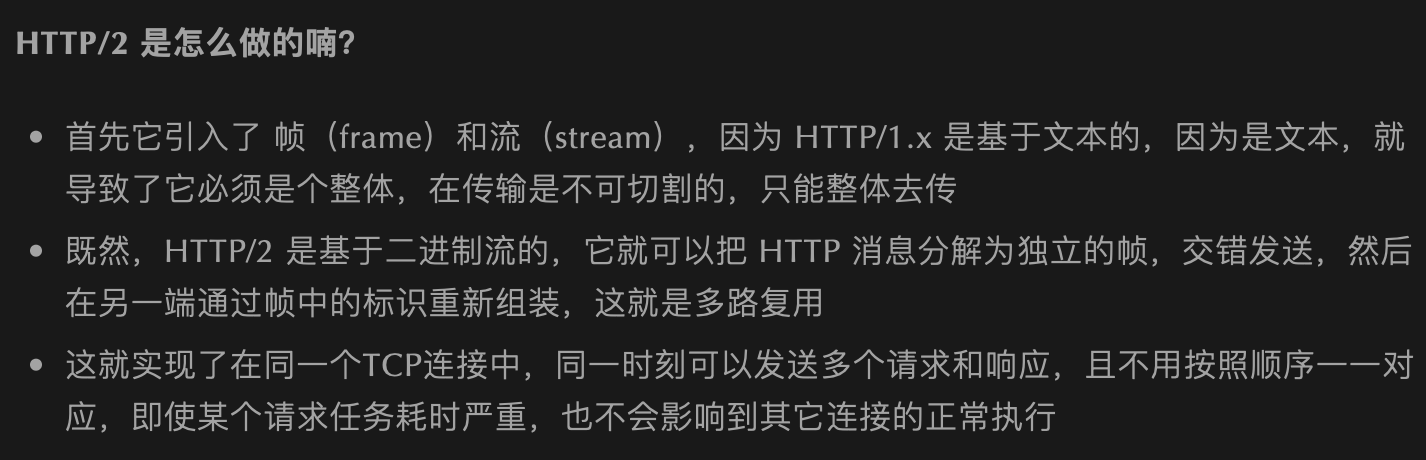 HTTP/2 是怎么做的喃？
首先它引入了 帧（frame）和流（stream），因为 HTTP/1.x 是基于文本的，因为是文本，就
导致了它必须是个整体，在传输是不可切割的，只能整体去传
既然，HTTP/2 是基于二进制流的，它就可以把 HTTP 消息分解为独立的帧，交错发送，然后
在另一端通过帧中的标识重新组装，这就是多路复用
这就实现了在同一个TCP连接中，同一时刻可以发送多个请求和响应，且不用按照顺序一一对
应，即使某个请求任务耗时严重，也不会影响到其它连接的正常执行